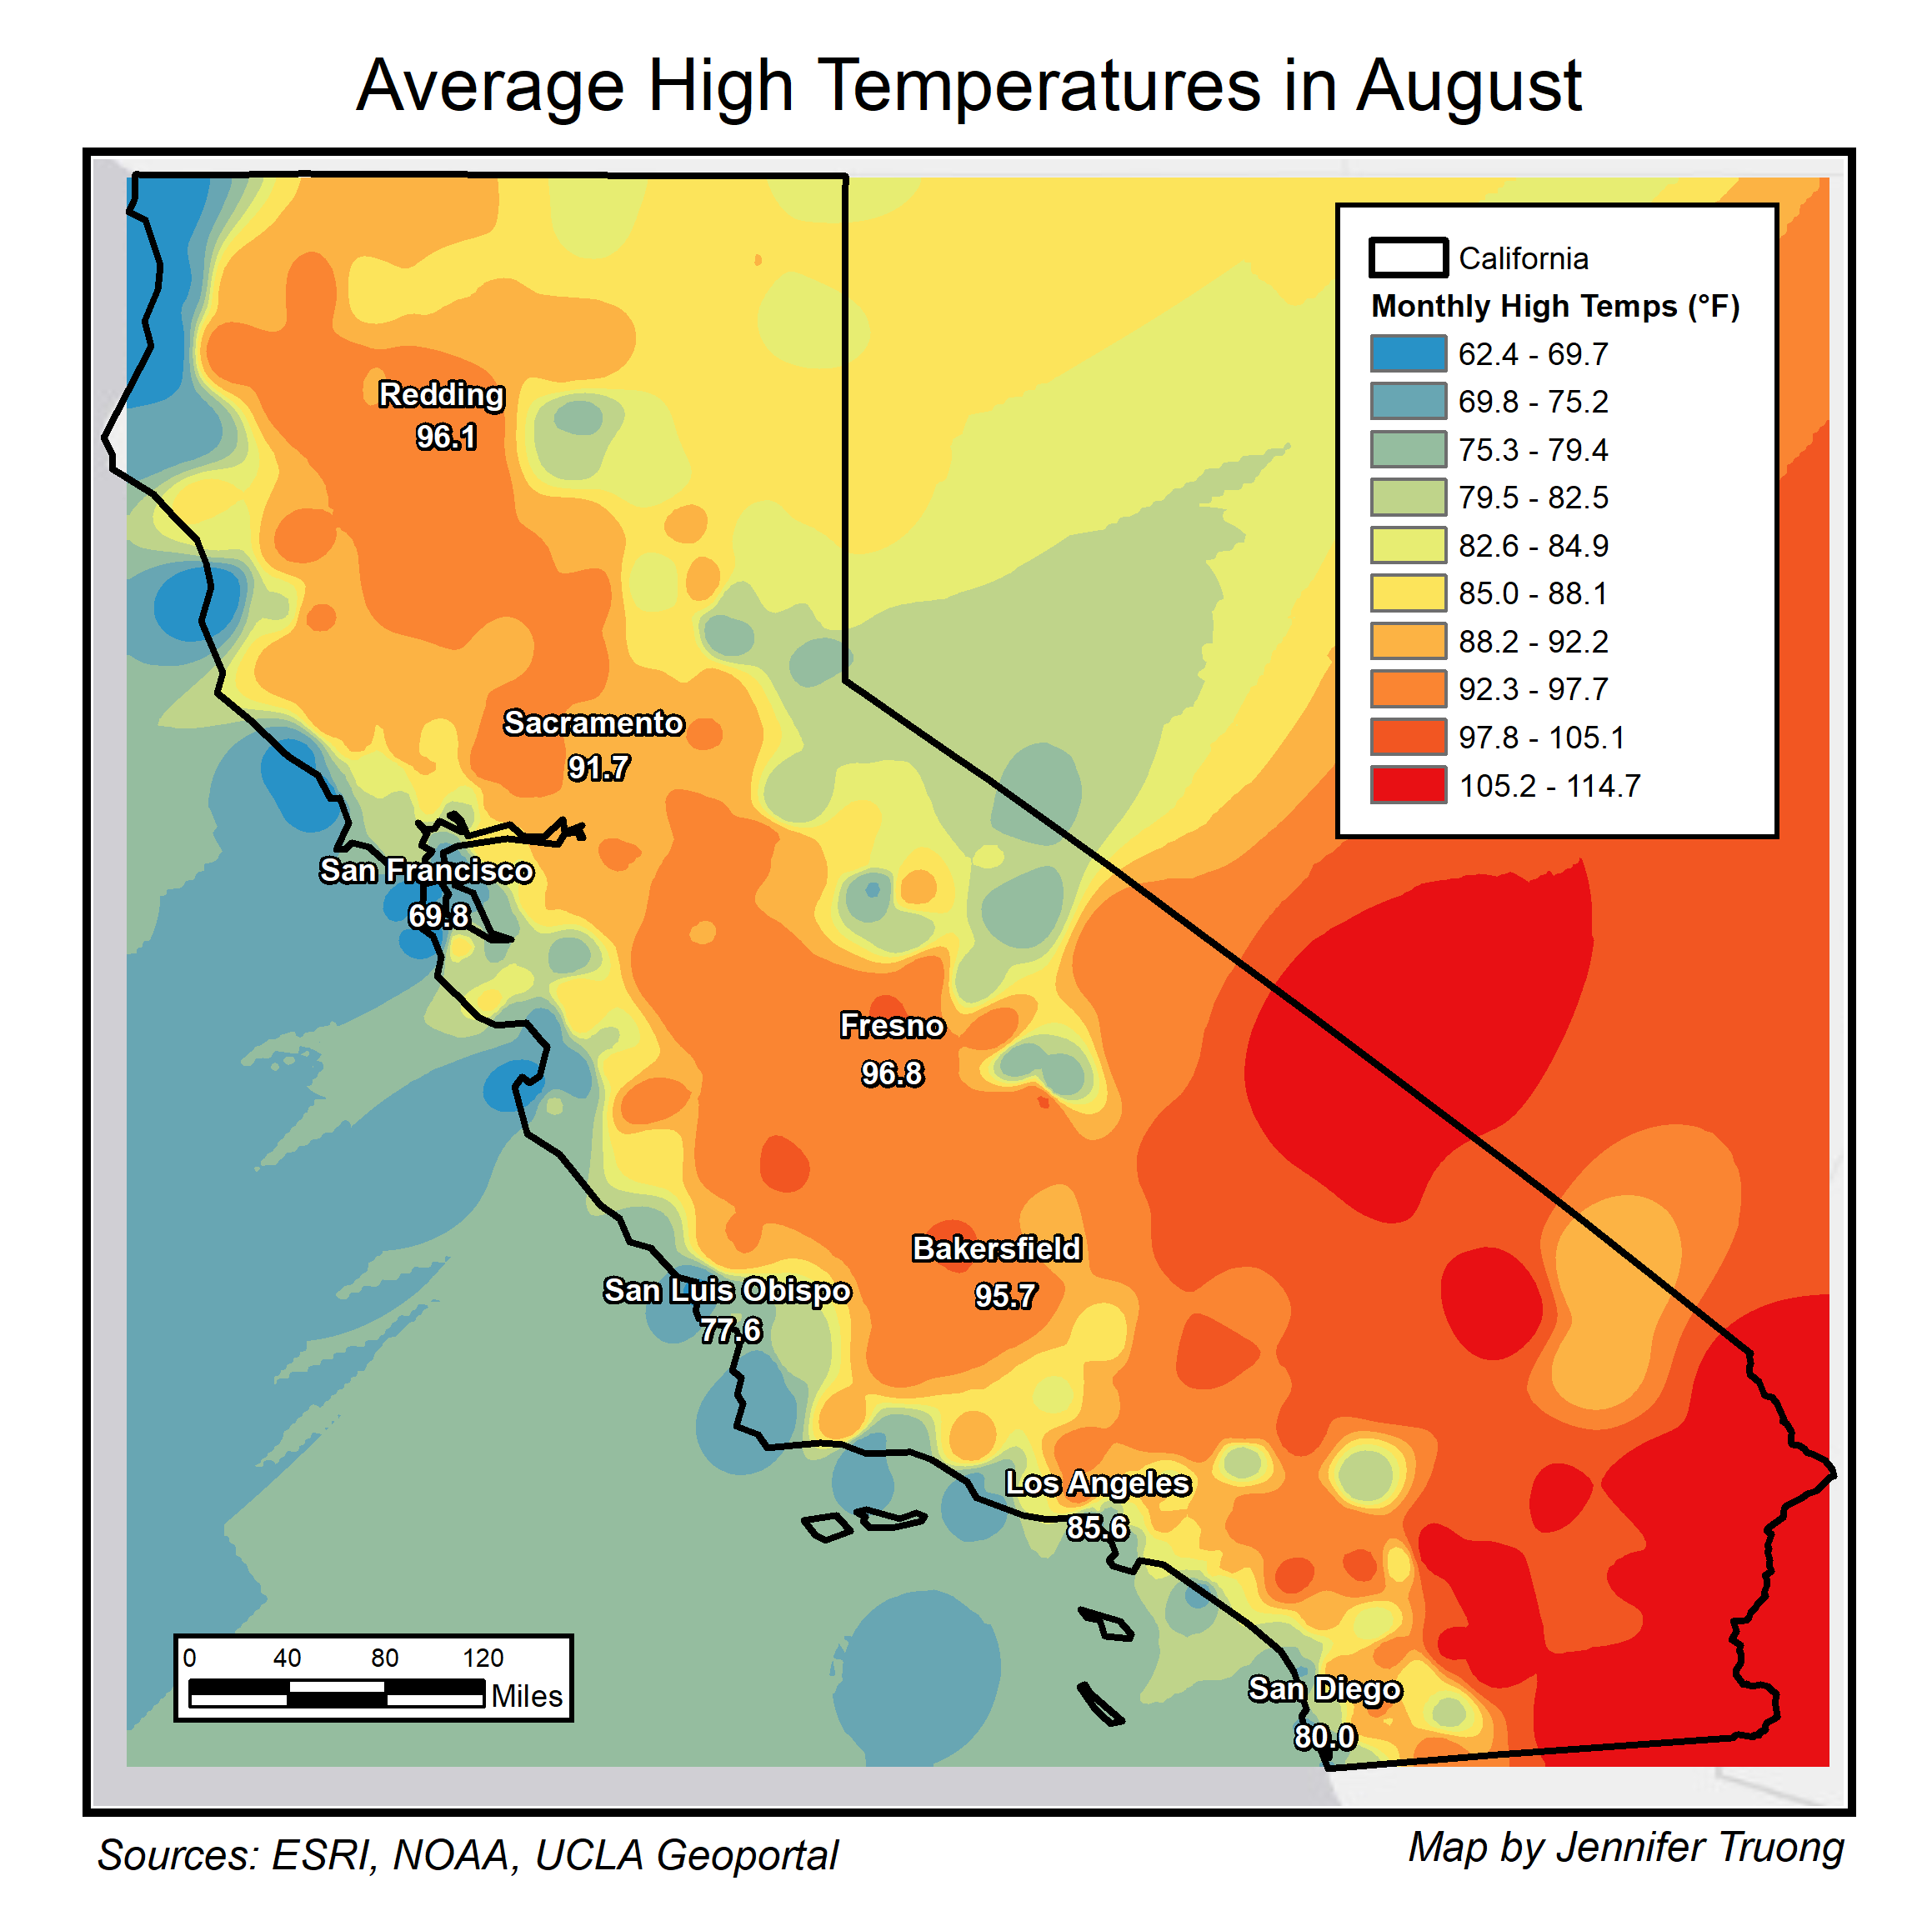 Average High Temperatures in August
California
Monthly High Temps (°F)
62.4 - 69.7
69.8 - 75.2
75.3 - 79.4
79.5 - 82.5
82.6 - 84.9
85.0 - 88.1
88.2 - 92.2
92.3 - 97.7
97.8 - 105.1
105.2 - 114.7
Redding
96.1
Sacramento
91.7
San Francisco
69.8
Fresno
96.8
Bakersfield
95.7
San Luis Obispo
77.6
Los Angeles
85.6
San Diego
80.0
0 40 80 120
Miles
Sources: ESRI, NOAA, UCLA Geoportal
Map by Jennifer Truong